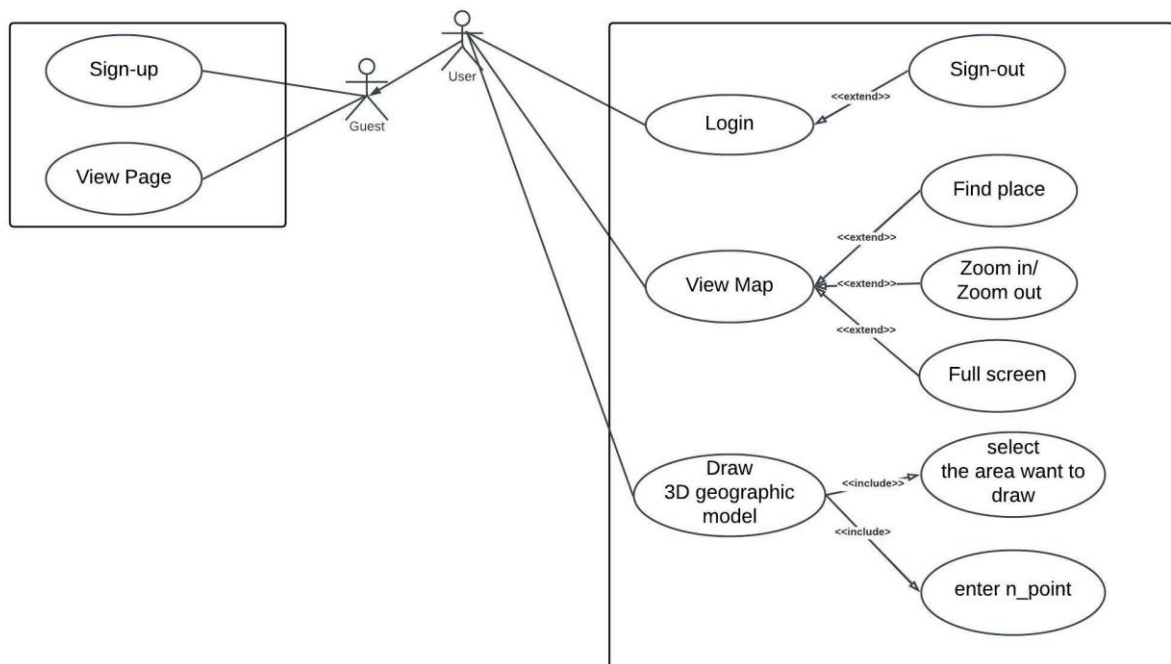 Sign-up
View Page
Guest
User
Login
<<extend>>
Sign-out
View Map
<<extend>>
Find place
<<extend>>
Zoom in/
Zoom out
<<extend>>
Full screen
Draw
3D geographic
model
<<include>>
select
the area want to
draw
<<include>
enter n_point